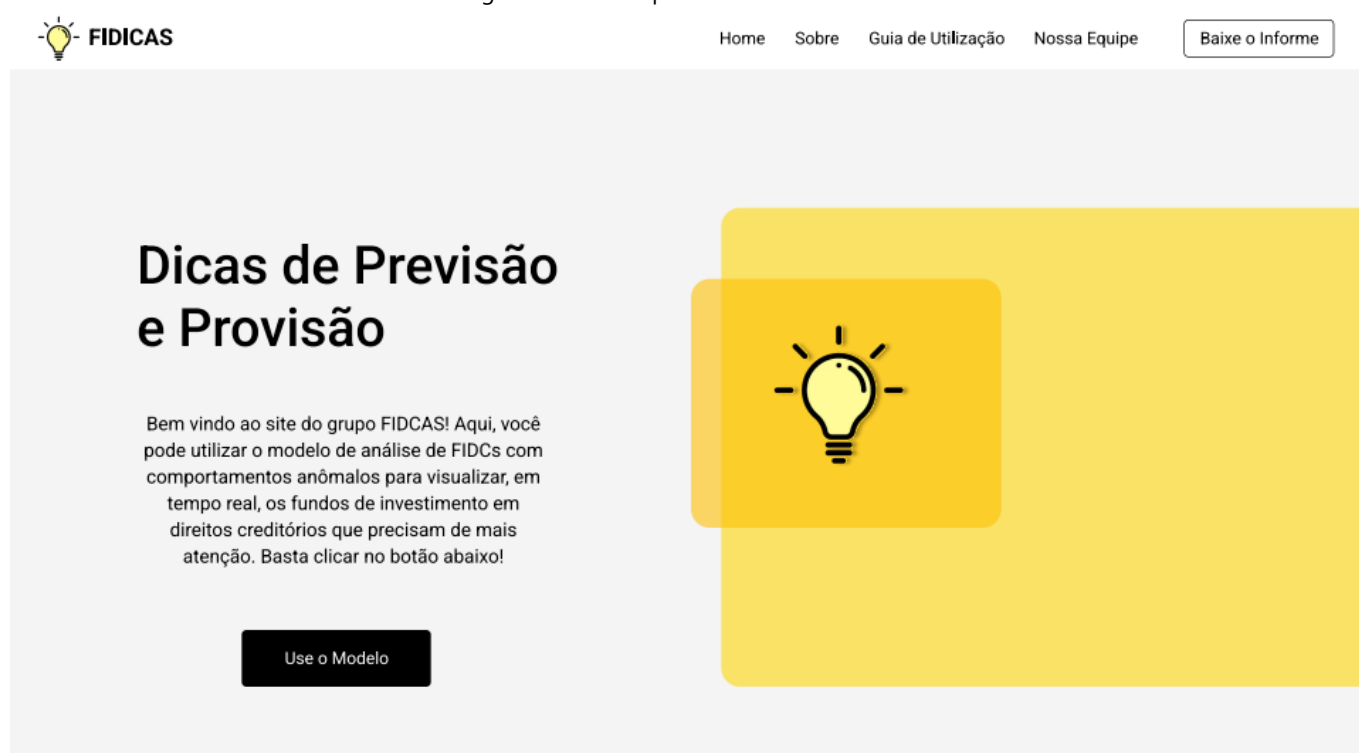 FIDICAS
Home Sobre Guia de Utilização Nossa Equipe Baixe o Informe
Dicas de Previsão
e Provisão
Bem vindo ao site do grupo FIDCAS! Aqui, você
pode utilizar o modelo de análise de FIDCs com
comportamentos anômalos para visualizar, em
tempo real, os fundos de investimento em
direitos creditórios que precisam de mais
atenção. Basta clicar no botão abaixo!
Use o Modelo